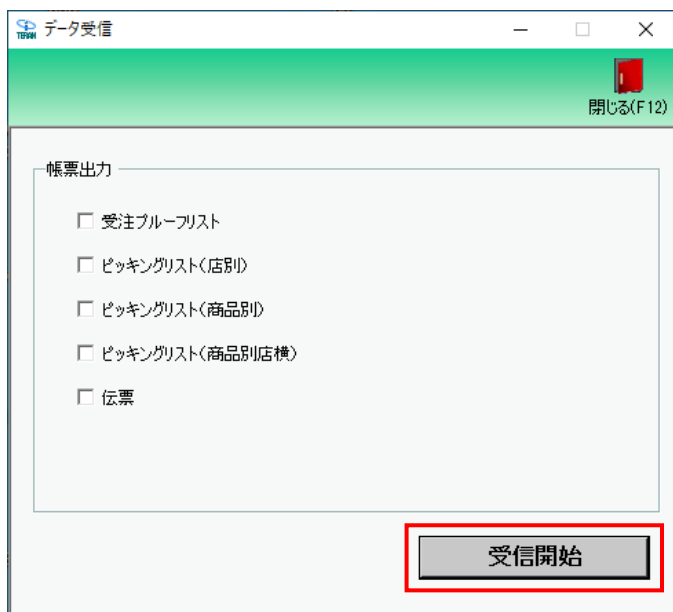 TERAN
データ受信
閉じる(F12)
帳票出力
受注プルーフリスト
ピッキングリスト(店別)
ピッキングリスト(商品別)
ピッキングリスト(商品別店横)
伝票
受信開始